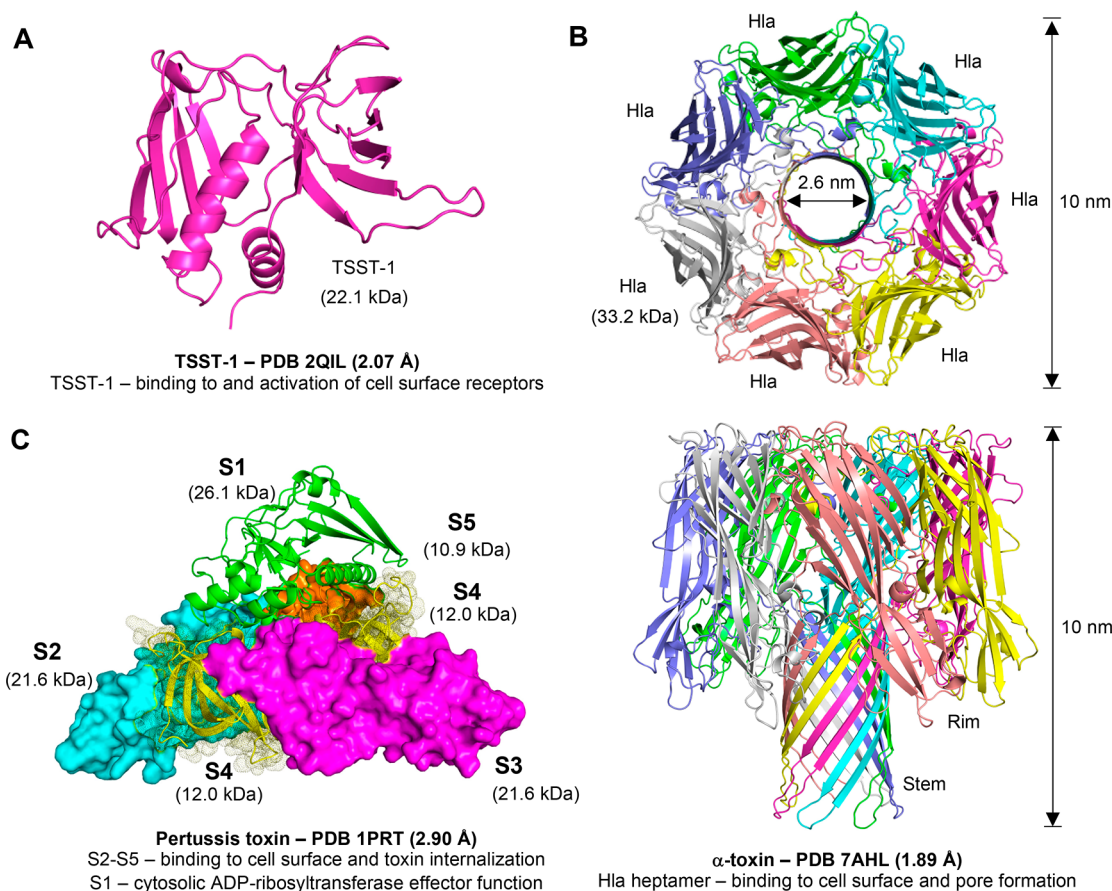 A
TSST-1
(22.1 kDa)
TSST-1 – PDB 2QIL (2.07 Å)
TSST-1 – binding to and activation of cell surface receptors
B
Hla
Hla
Hla
Hla
Hla
Hla
Hla
(33.2 kDa)
2.6 nm
10 nm
10 nm
Rim
Stem
α-toxin – PDB 7AHL (1.89 Å)
Hla heptamer – binding to cell surface and pore formation
C
S1
(26.1 kDa)
S5
(10.9 kDa)
S4
(12.0 kDa)
S2
(21.6 kDa)
S4
(12.0 kDa)
S3
(21.6 kDa)
Pertussis toxin – PDB 1PRT (2.90 Å)
S2-S5 – binding to cell surface and toxin internalization
S1 – cytosolic ADP-ribosyltransferase effector function